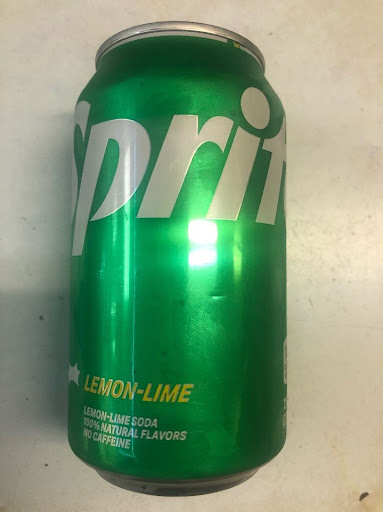 Sprit
LEMON-LIME
LEMON-LIME SODA
100% NATURAL FLAVORS
NO CAFFEINE